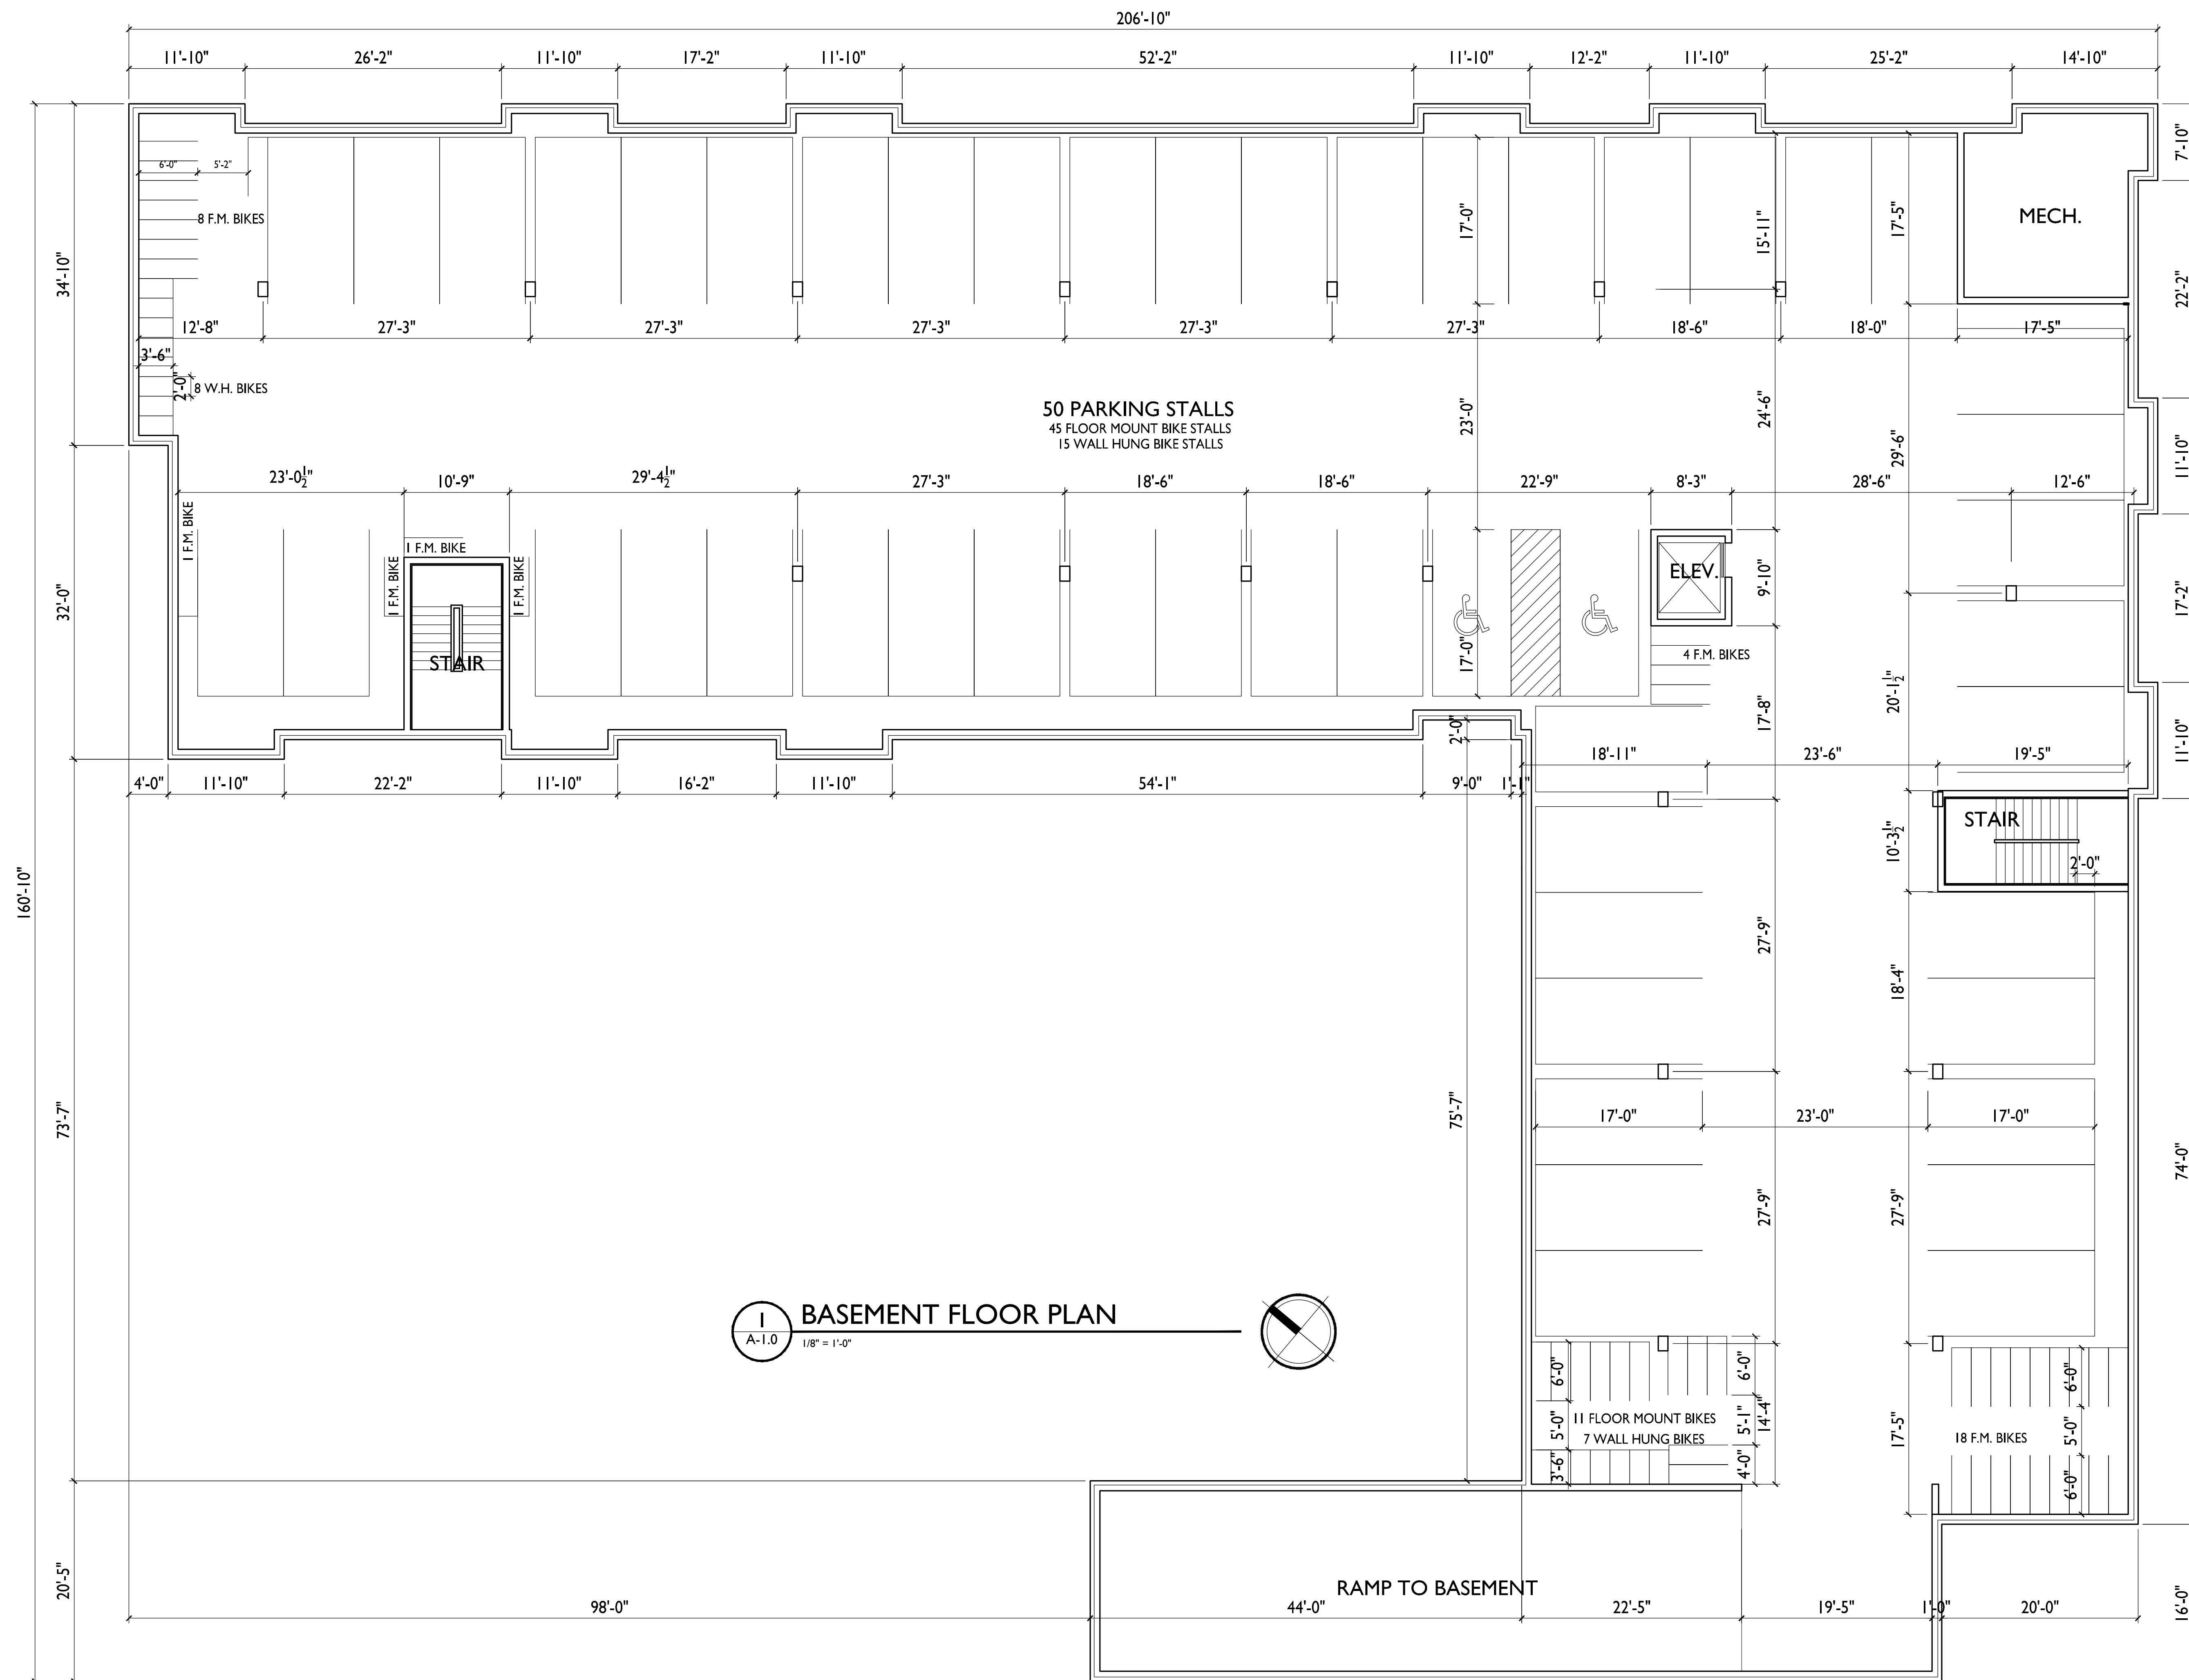 206'-10"
11'-10" 26'-2" 11'-10" 17'-2" 11'-10" 52'-2" 11'-10" 12'-2" 11'-10" 25'-2" 14'-10"
7'-10"
6'-0" 5'-2"
8 F.M. BIKES
17'-0"
15'-11"
17'-5"
MECH.
34'-10"
22'-2"
12'-8" 27'-3" 27'-3" 27'-3" 27'-3" 27'-3" 18'-6" 18'-0" 17'-5"
3'-6"
2'-0"
8 W.H. BIKES
50 PARKING STALLS
45 FLOOR MOUNT BIKE STALLS
15 WALL HUNG BIKE STALLS
23'-0"
24'-6"
29'-6"
11'-10"
23'-0½" 10'-9" 29'-4½" 27'-3" 18'-6" 18'-6" 22'-9" 8'-3" 28'-6" 12'-6"
1 F.M. BIKE
1 F.M. BIKE
1 F.M. BIKE
1 F.M. BIKE
ELEV.
9'-10"
32'-0"
17'-2"
STAIR
17'-0"
4 F.M. BIKES
17'-8"
20'-1½"
11'-10"
2'-0"
18'-11" 23'-6" 19'-5"
4'-0" 11'-10" 22'-2" 11'-10" 16'-2" 11'-10" 54'-1" 9'-0" 1'-1"
STAIR
10'-3½"
2'-0"
160'-10"
27'-9"
18'-4"
73'-7"
75'-7"
17'-0" 23'-0" 17'-0"
74'-0"
27'-9"
27'-9"
1
A-1.0
BASEMENT FLOOR PLAN
1/8" = 1'-0"
6'-0"
6'-0"
6'-0"
11 FLOOR MOUNT BIKES
7 WALL HUNG BIKES
5'-0"
5'-1"
14'-4"
17'-5"
18 F.M. BIKES
5'-0"
3'-6"
4'-0"
6'-0"
20'-5"
RAMP TO BASEMENT
98'-0" 44'-0" 22'-5" 19'-5" 1'-0" 20'-0"
16'-0"